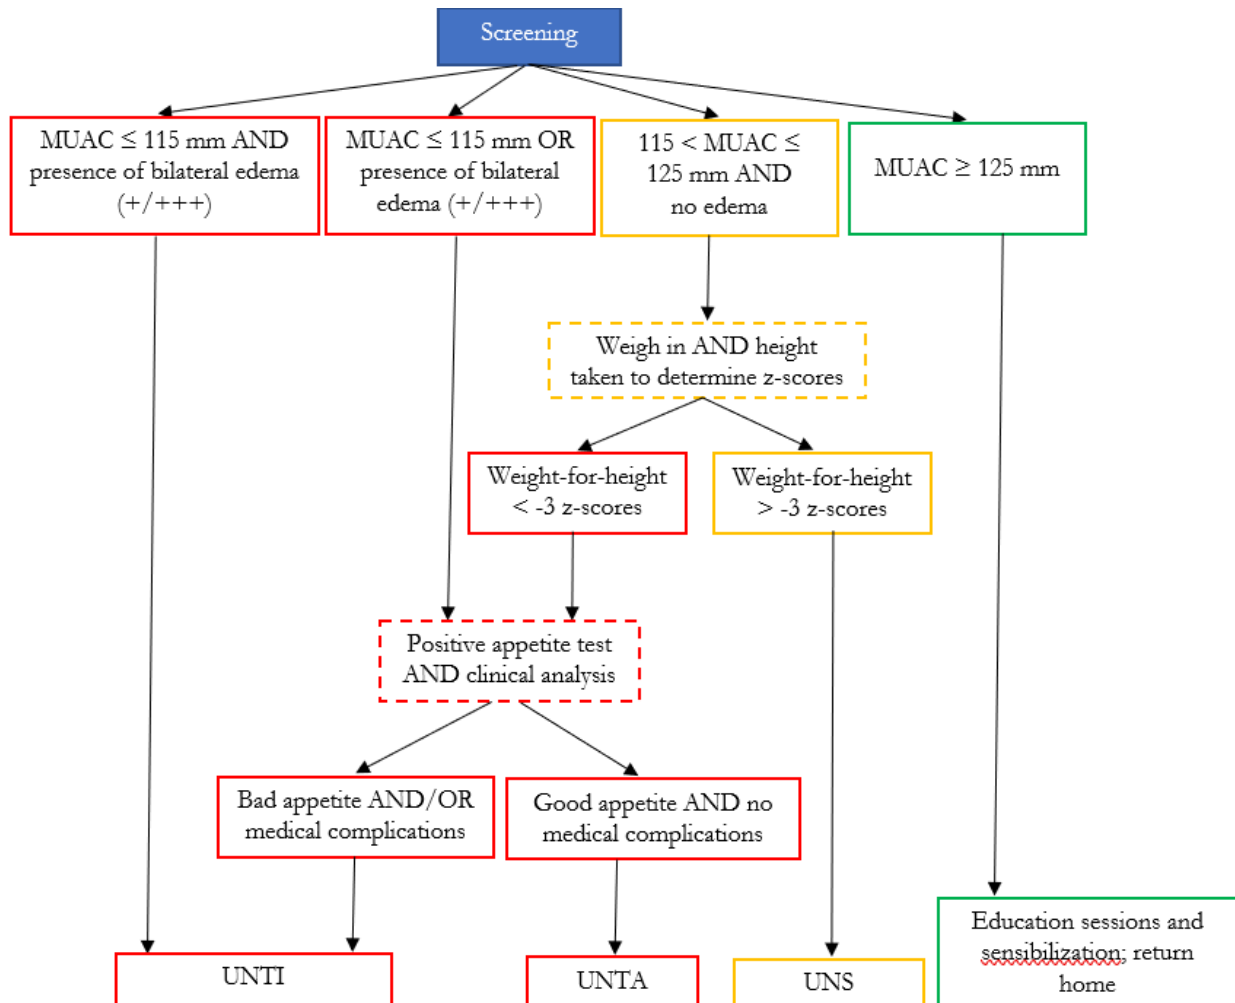 Screening
MUAC ≤ 115 mm AND
presence of bilateral edema
(+/+++)
MUAC ≤ 115 mm OR
presence of bilateral
edema (+/+++)
115 < MUAC ≤
125 mm AND
no edema
MUAC ≥ 125 mm
Weigh in AND height
taken to determine z-scores
Weight-for-height
< -3 z-scores
Weight-for-height
> -3 z-scores
Positive appetite test
AND clinical analysis
Bad appetite AND/OR
medical complications
Good appetite AND no
medical complications
UNTI
UNTA
UNS
Education sessions and
sensibilization; return
home